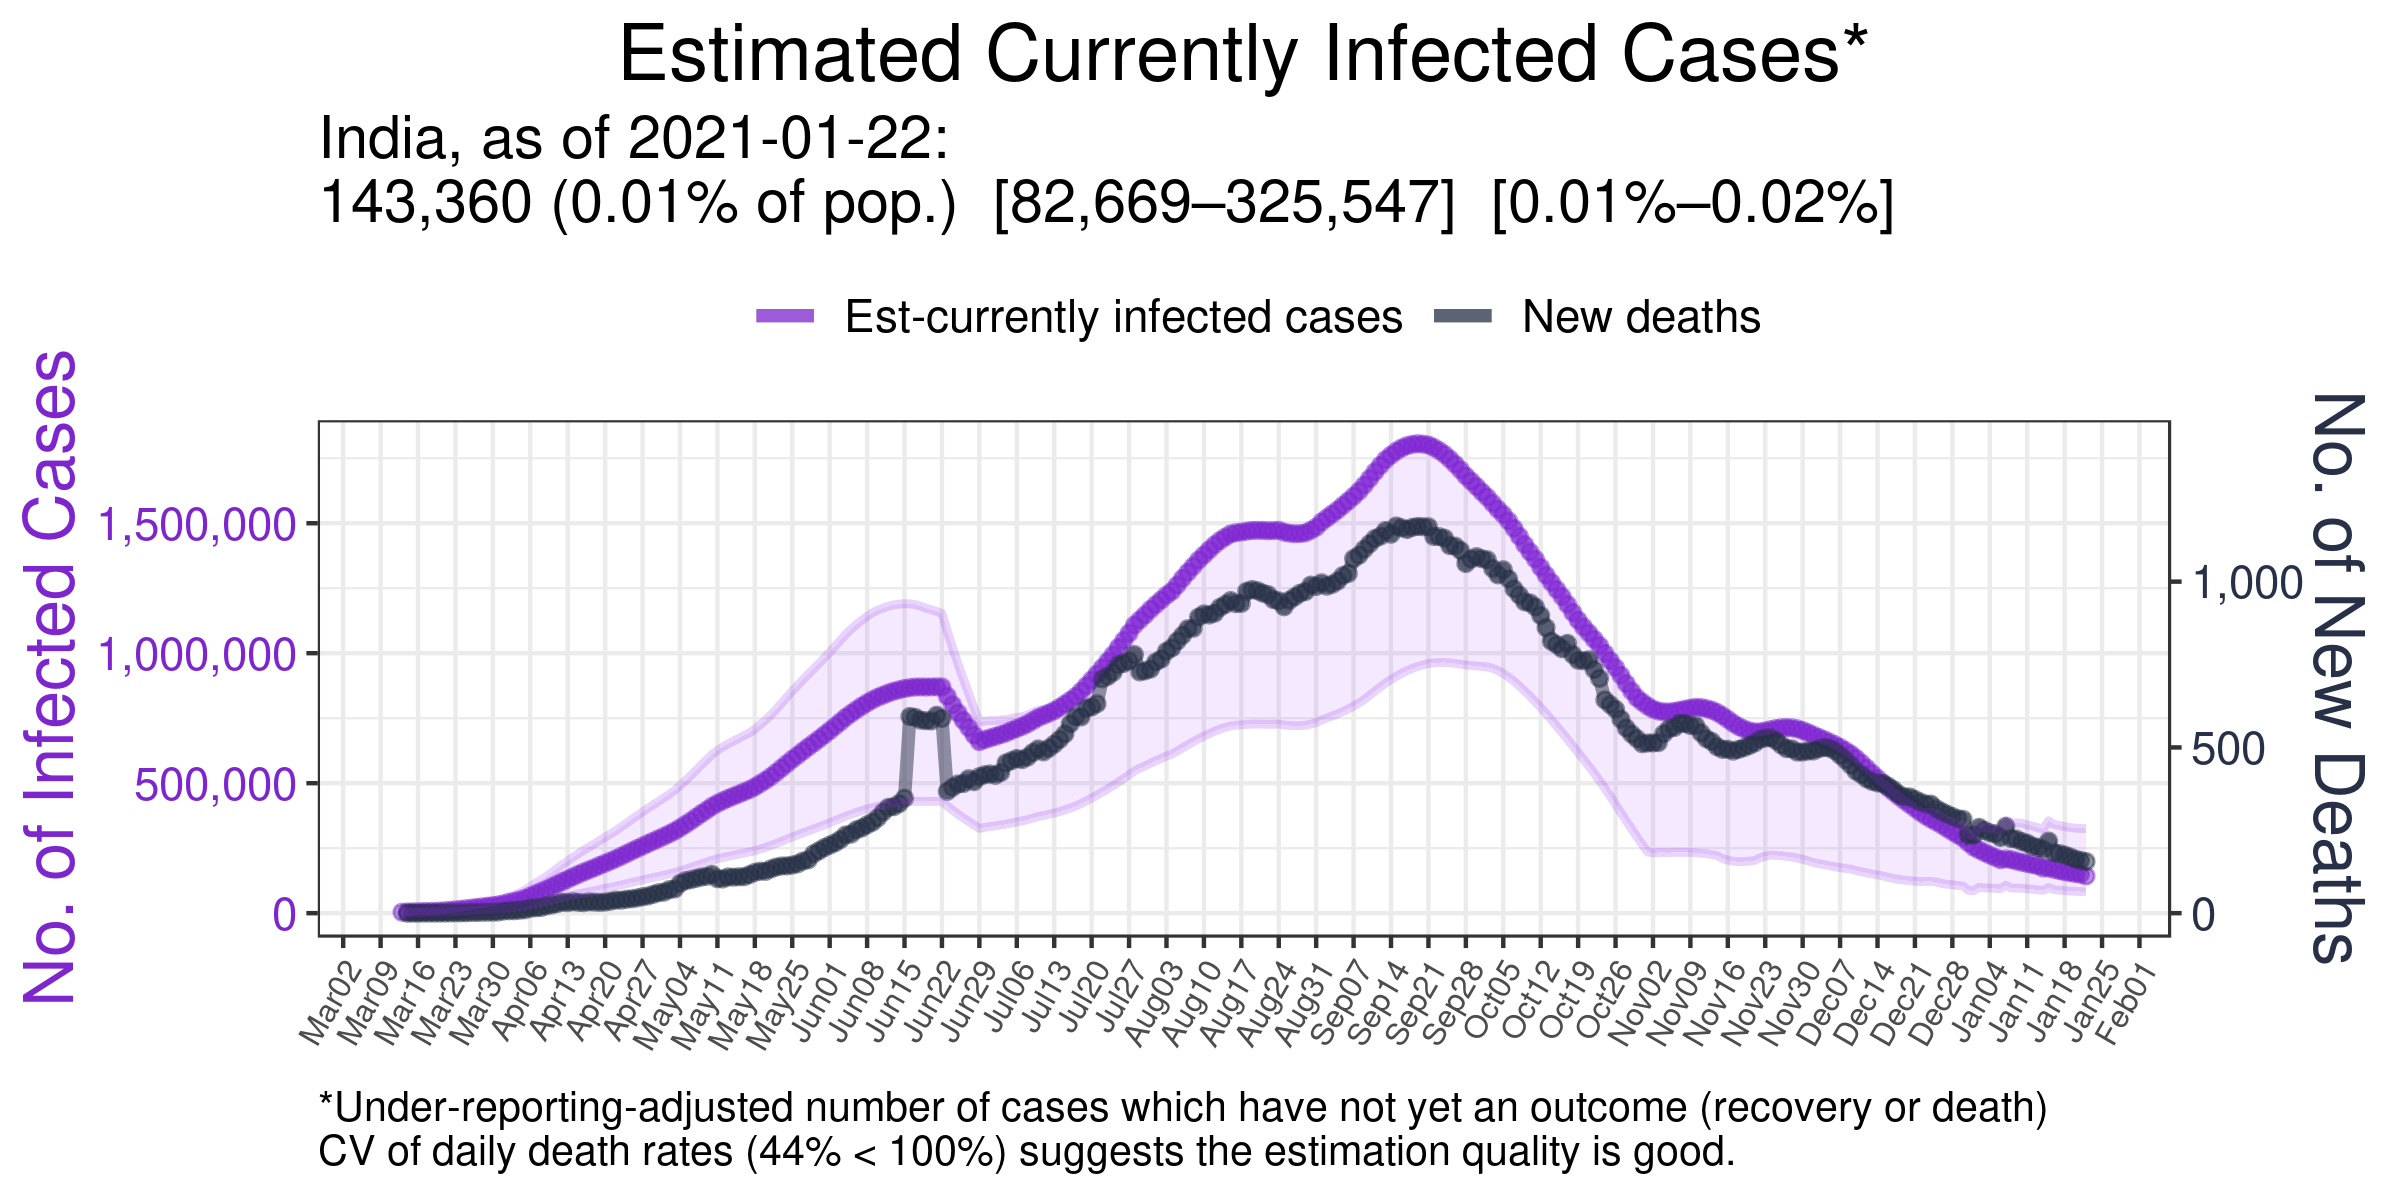 Estimated Currently Infected Cases*
India, as of 2021-01-22:
143,360 (0.01% of pop.) [82,669–325,547] [0.01%–0.02%]
Est-currently infected cases
New deaths
No. of Infected Cases
1,500,000
1,000,000
500,000
0
No. of New Deaths
1,000
500
0
Mar02
Mar09
Mar16
Mar23
Mar30
Apr06
Apr13
Apr20
Apr27
May04
May11
May18
May25
Jun01
Jun08
Jun15
Jun22
Jun29
Jul06
Jul13
Jul20
Jul27
Aug03
Aug10
Aug17
Aug24
Aug31
Sep07
Sep14
Sep21
Sep28
Oct05
Oct12
Oct19
Oct26
Nov02
Nov09
Nov16
Nov23
Nov30
Dec07
Dec14
Dec21
Dec28
Jan04
Jan11
Jan18
Jan25
Feb01
*Under-reporting-adjusted number of cases which have not yet an outcome (recovery or death)
CV of daily death rates (44% < 100%) suggests the estimation quality is good.